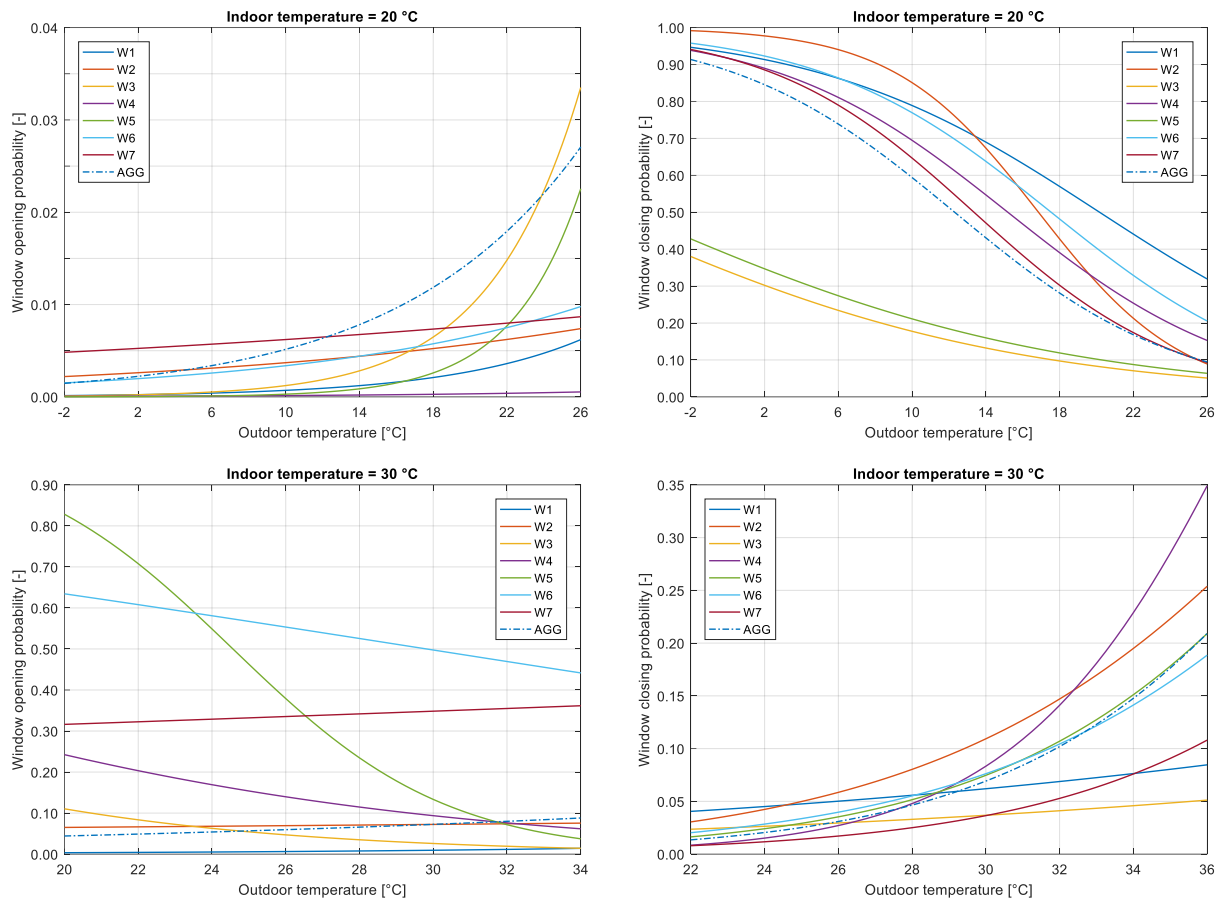 Indoor temperature = 20 °C
0.04
0.03
0.02
0.01
0.00
-2
2
6
10
14
18
22
26
Window opening probability [-]
Outdoor temperature [°C]
W1
W2
W3
W4
W5
W6
W7
AGG
Indoor temperature = 20 °C
1.00
0.90
0.80
0.70
0.60
0.50
0.40
0.30
0.20
0.10
0.00
-2
2
6
10
14
18
22
26
Window closing probability [-]
Outdoor temperature [°C]
W1
W2
W3
W4
W5
W6
W7
AGG
Indoor temperature = 30 °C
0.90
0.80
0.70
0.60
0.50
0.40
0.30
0.20
0.10
0.00
20
22
24
26
28
30
32
34
Window opening probability [-]
Outdoor temperature [°C]
W1
W2
W3
W4
W5
W6
W7
AGG
Indoor temperature = 30 °C
0.35
0.30
0.25
0.20
0.15
0.10
0.05
0.00
22
24
26
28
30
32
34
36
Window closing probability [-]
Outdoor temperature [°C]
W1
W2
W3
W4
W5
W6
W7
AGG